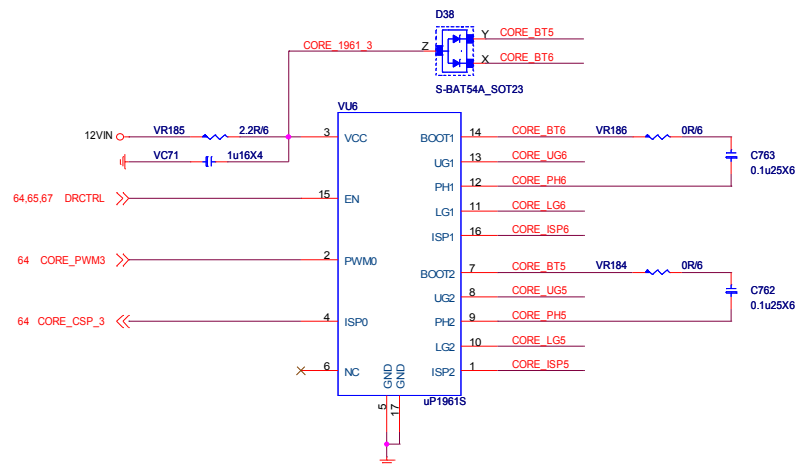 D38
CORE_1961_3
Z
Y
CORE_BT5
X
CORE_BT6
S-BAT54A_SOT23
VU6
12VIN
VR185
2.2R/6
3
VCC
BOOT1
14
CORE_BT6
VR186
0R/6
VC71
1u16X4
UG1
13
CORE_UG6
C763
0.1u25X6
64,65,67
DRCTRL
15
EN
PH1
12
CORE_PH6
LG1
11
CORE_LG6
ISP1
16
CORE_ISP6
64
CORE_PWM3
2
PWM0
BOOT2
7
CORE_BT5
VR184
0R/6
UG2
8
CORE_UG5
C762
0.1u25X6
64
CORE_CSP_3
4
ISP0
PH2
9
CORE_PH5
LG2
10
CORE_LG5
6
NC
GND
GND
ISP2
1
CORE_ISP5
5
17
uP1961S